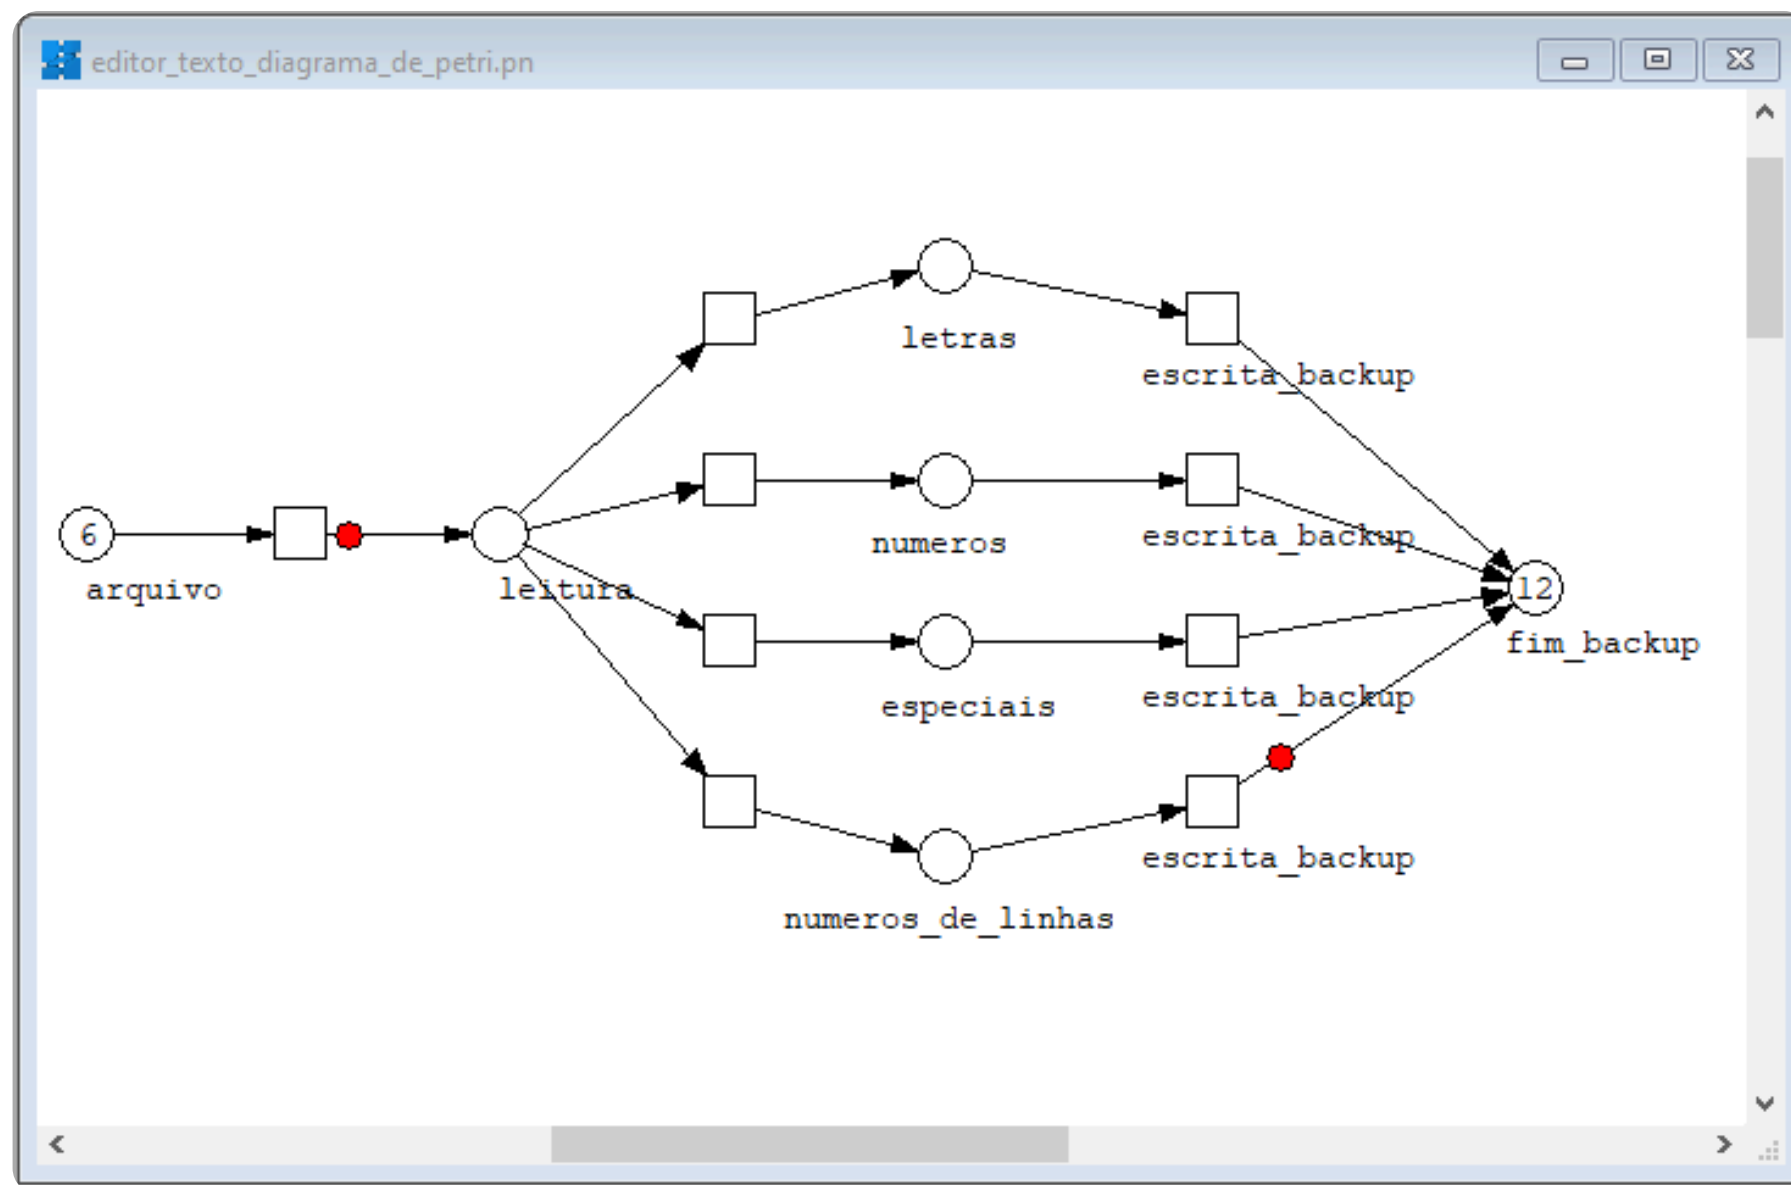 editor_texto_diagrama_de_petri.pn
letras
escrita_backup
numeros
escrita_backup
6
arquivo
leitura
12
fim_backup
especiais
escrita_backup
numeros_de_linhas
escrita_backup